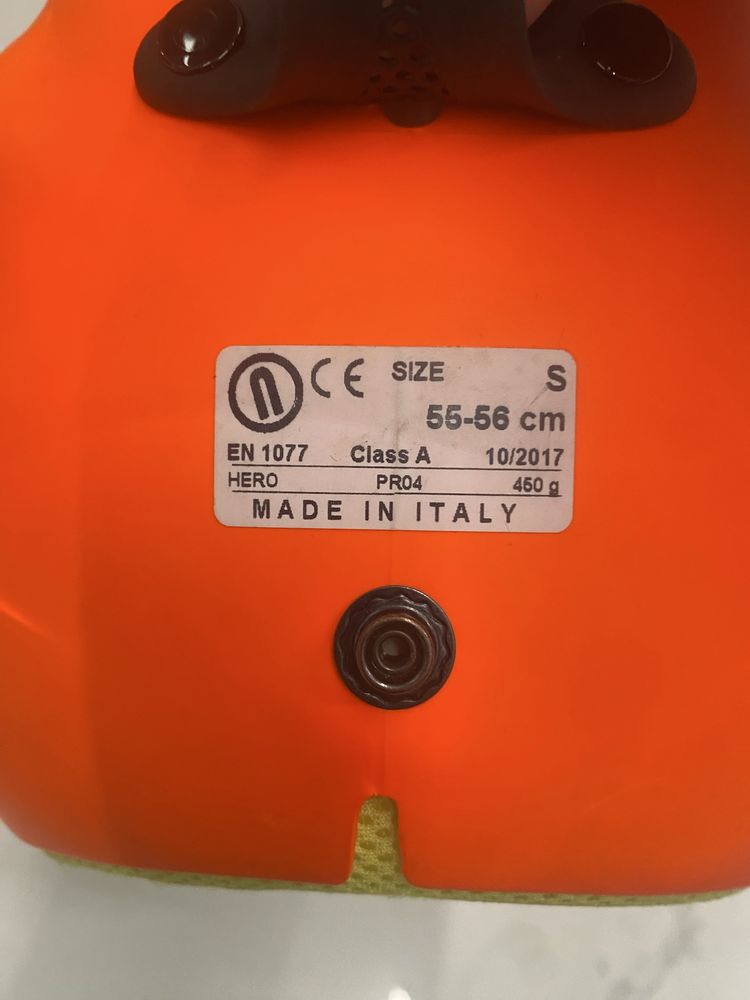 CE SIZE S
55-56 cm
EN 1077 Class A 10/2017
HERO PR04 450 g
MADE IN ITALY